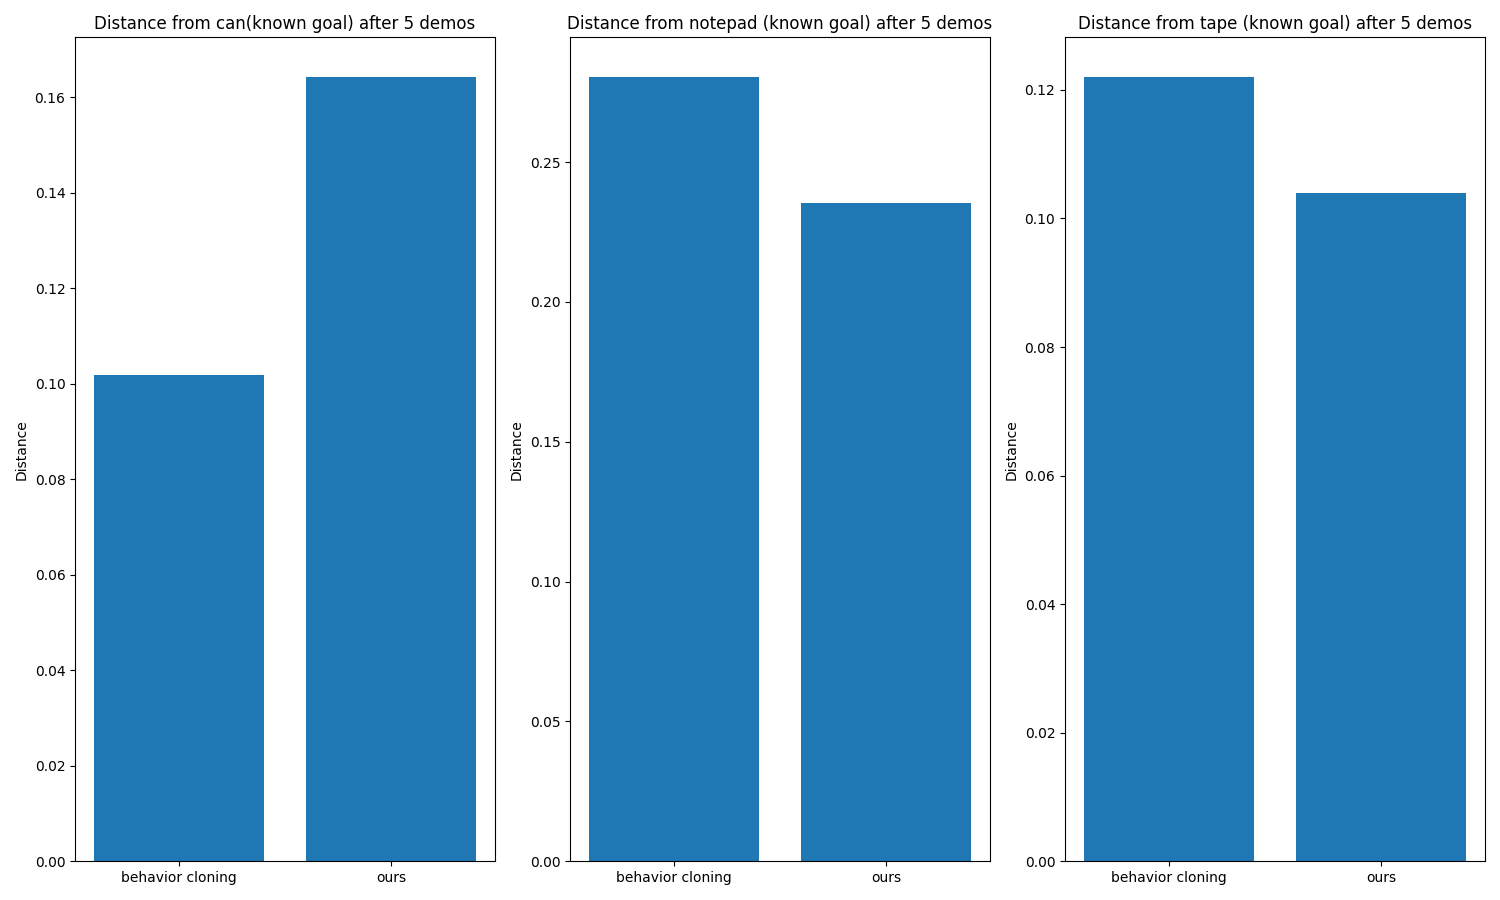 Distance from can(known goal) after 5 demos
Distance
0.16
0.14
0.12
0.10
0.08
0.06
0.04
0.02
0.00
behavior cloning
ours
Distance from notepad (known goal) after 5 demos
Distance
0.25
0.20
0.15
0.10
0.05
0.00
behavior cloning
ours
Distance from tape (known goal) after 5 demos
Distance
0.12
0.10
0.08
0.06
0.04
0.02
0.00
behavior cloning
ours